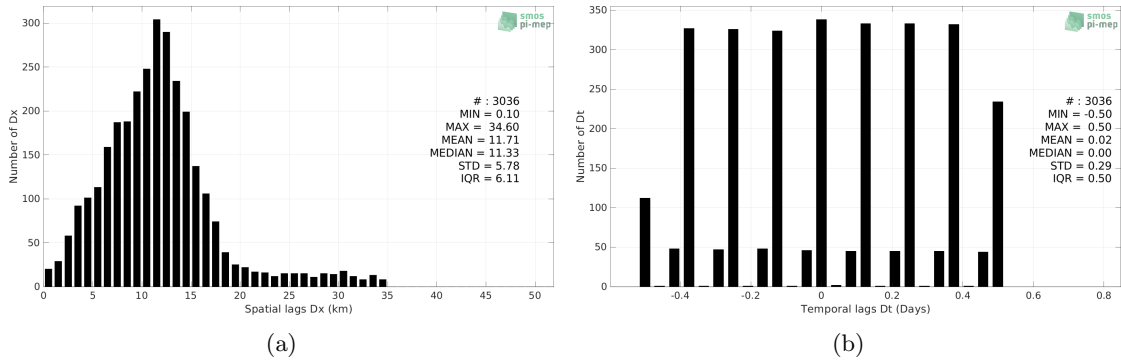 300
250
200
150
100
50
0
Number of Dx
smos
pi-mep
# : 3036
MIN = 0.10
MAX = 34.60
MEAN = 11.71
MEDIAN = 11.33
STD = 5.78
IQR = 6.11
0 5 10 15 20 25 30 35 40 45 50
Spatial lags Dx (km)
(a)
350
300
250
200
150
100
50
0
Number of Dt
smos
pi-mep
# : 3036
MIN = -0.50
MAX = 0.50
MEAN = 0.02
MEDIAN = 0.00
STD = 0.29
IQR = 0.50
-0.4 -0.2 0 0.2 0.4 0.6 0.8
Temporal lags Dt (Days)
(b)